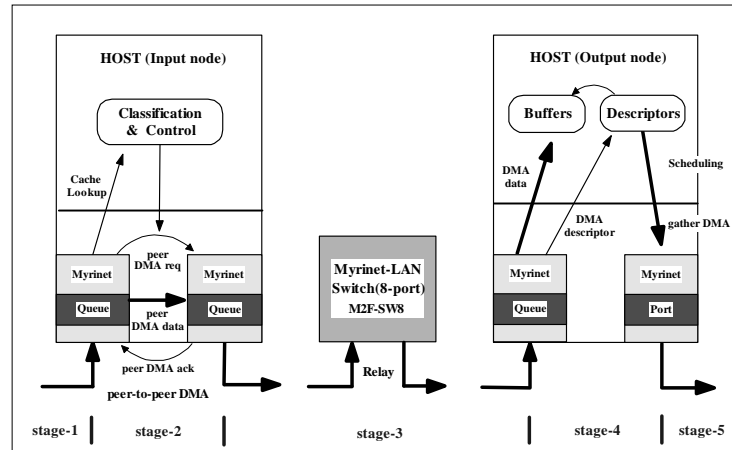 HOST (Input node)
Classification
& Control
Cache
Lookup
peer
DMA req
Myrinet
Myrinet
Queue
Queue
peer
DMA data
peer DMA ack
peer-to-peer DMA
Myrinet-LAN
Switch(8-port)
M2F-SW8
Relay
HOST (Output node)
Buffers
Descriptors
DMA
data
Scheduling
DMA
descriptor
gather DMA
Myrinet
Myrinet
Queue
Port
stage-1
stage-2
stage-3
stage-4
stage-5